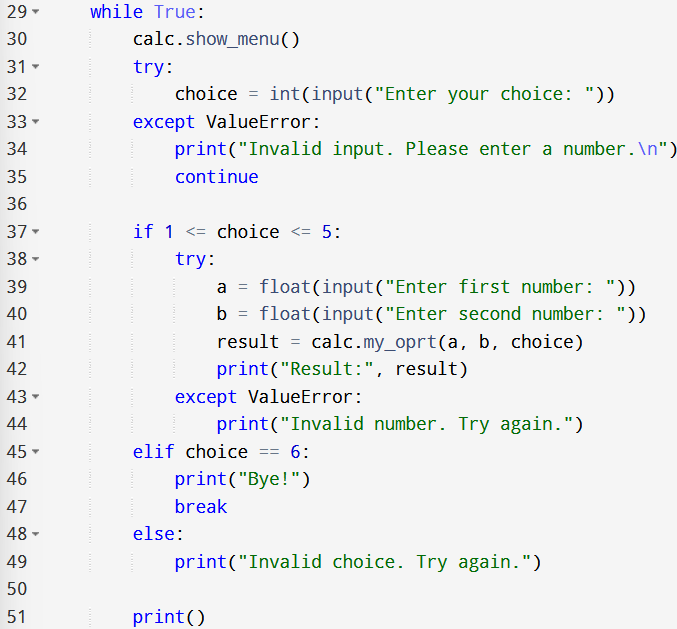 29     while True:
30         calc.show_menu()
31         try:
32             choice = int(input("Enter your choice: "))
33         except ValueError:
34             print("Invalid input. Please enter a number.\n")
35             continue
36
37         if 1 <= choice <= 5:
38             try:
39                 a = float(input("Enter first number: "))
40                 b = float(input("Enter second number: "))
41                 result = calc.my_oprt(a, b, choice)
42                 print("Result:", result)
43             except ValueError:
44                 print("Invalid number. Try again.")
45         elif choice == 6:
46             print("Bye!")
47             break
48         else:
49             print("Invalid choice. Try again.")
50
51         print()